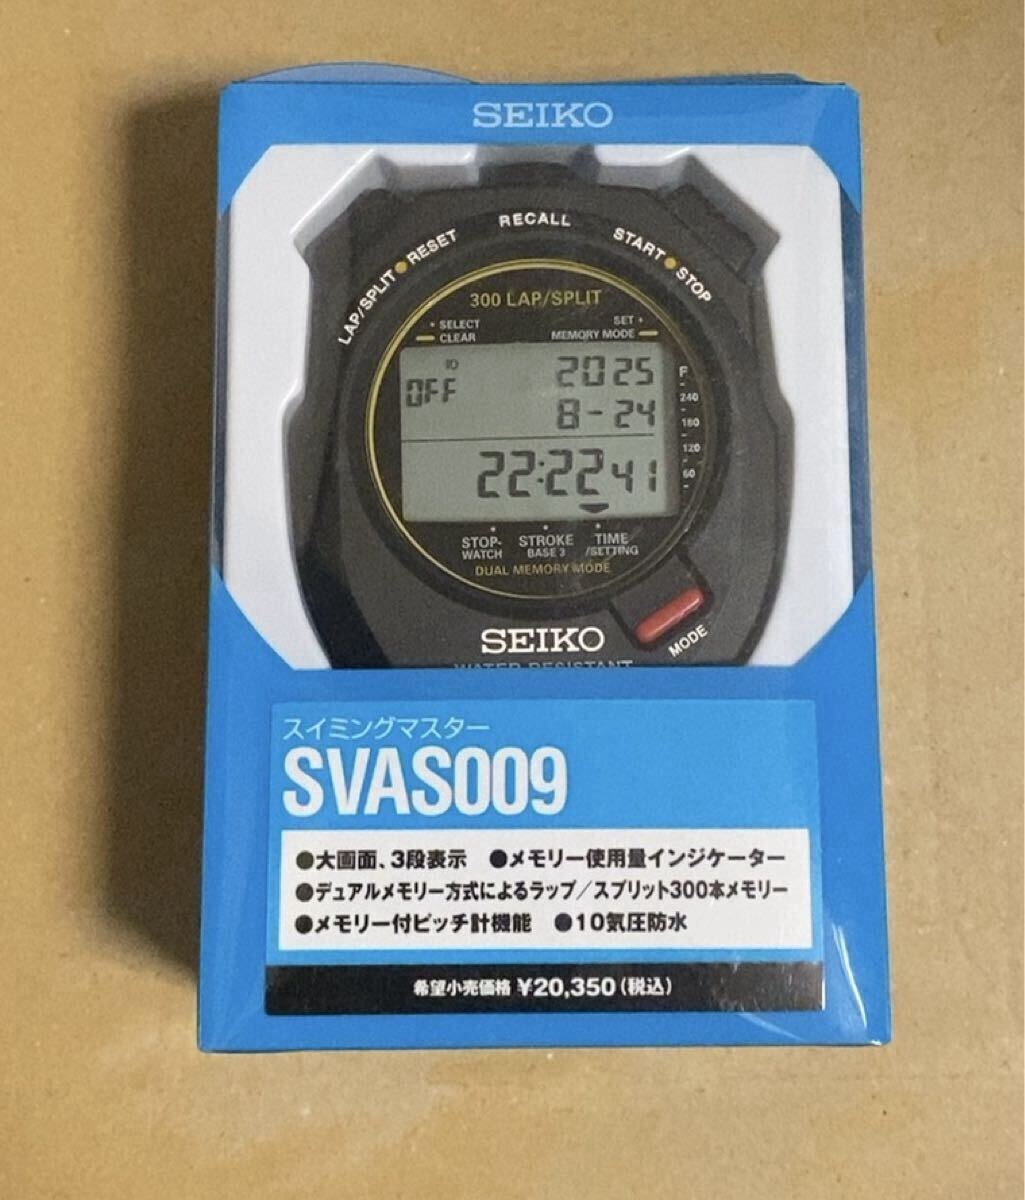 SEIKO
RECALL
LAP/SPLIT ● RESET
START ● STOP
300 LAP/SPLIT
• SELECT
CLEAR
SET •
MEMORY MODE
ID
OFF
2025
8-24
22:22 41
F
240
180
120
60
STOP-
WATCH
STROKE
BASE 3
TIME
/SETTING
DUAL MEMORY MODE
MODE
SEIKO
WATER RESISTANT
スイミングマスター
SVAS009
●大画面、3段表示 ●メモリー使用量インジケーター
●デュアルメモリー方式によるラップ/スプリット300本メモリー
●メモリー付ピッチ計機能 ●10気圧防水
希望小売価格 ¥20,350(税込)